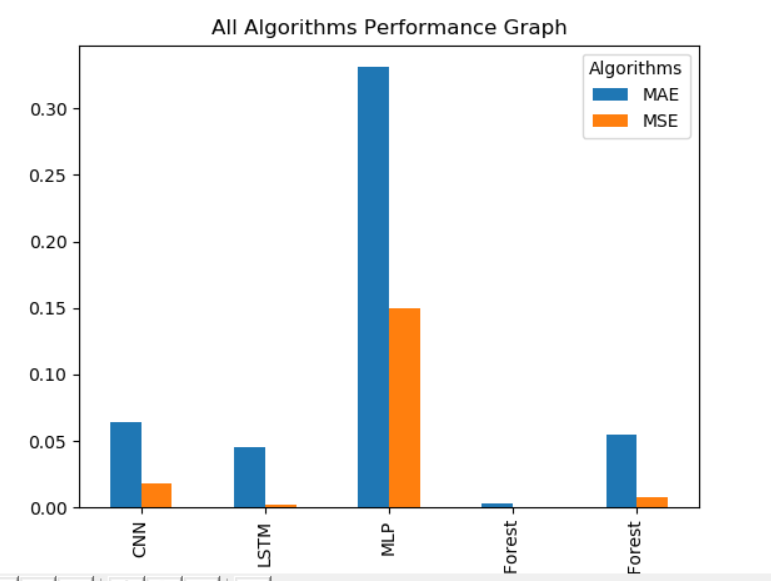 All Algorithms Performance Graph
Algorithms
MAE
MSE
0.30
0.25
0.20
0.15
0.10
0.05
0.00
CNN
LSTM
MLP
Forest
Forest